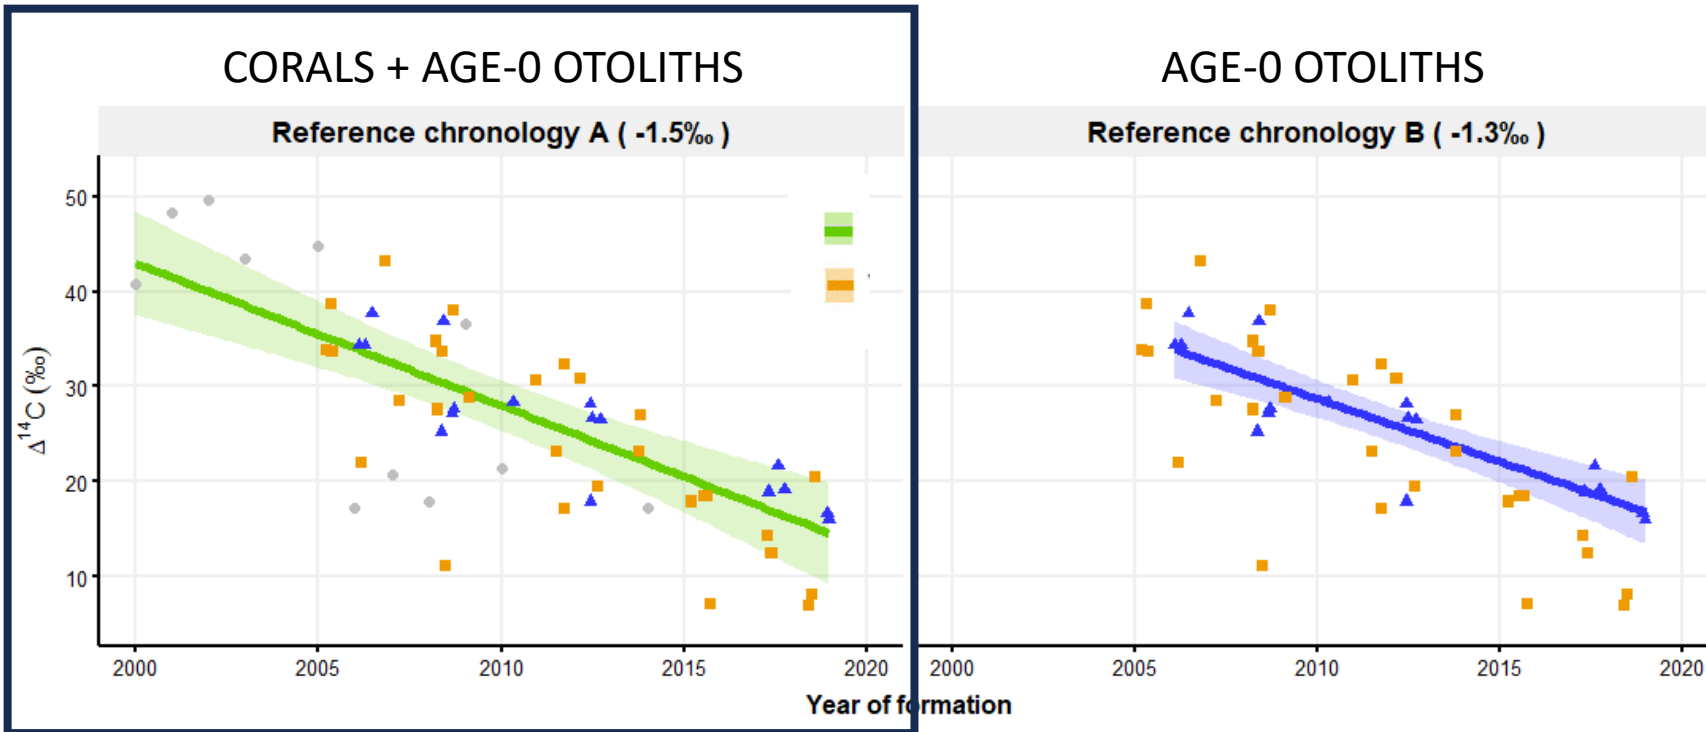 CORALS + AGE-0 OTOLITHS
AGE-0 OTOLITHS
Reference chronology A ( -1.5‰ )
Reference chronology B ( -1.3‰ )
Δ¹⁴C (‰)
50
40
30
20
10
2000 2005 2010 2015 2020
2000 2005 2010 2015 2020
Year of formation